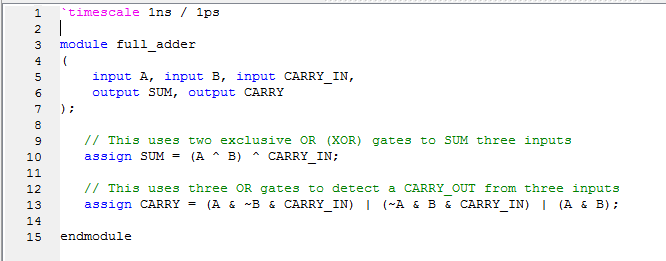 1 `timescale 1ns / 1ps
2
3 module full_adder
4 (
5 input A, input B, input CARRY_IN,
6 output SUM, output CARRY
7 );
8
9 // This uses two exclusive OR (XOR) gates to SUM three inputs
10 assign SUM = (A ^ B) ^ CARRY_IN;
11
12 // This uses three OR gates to detect a CARRY_OUT from three inputs
13 assign CARRY = (A & ~B & CARRY_IN) | (~A & B & CARRY_IN) | (A & B);
14
15 endmodule